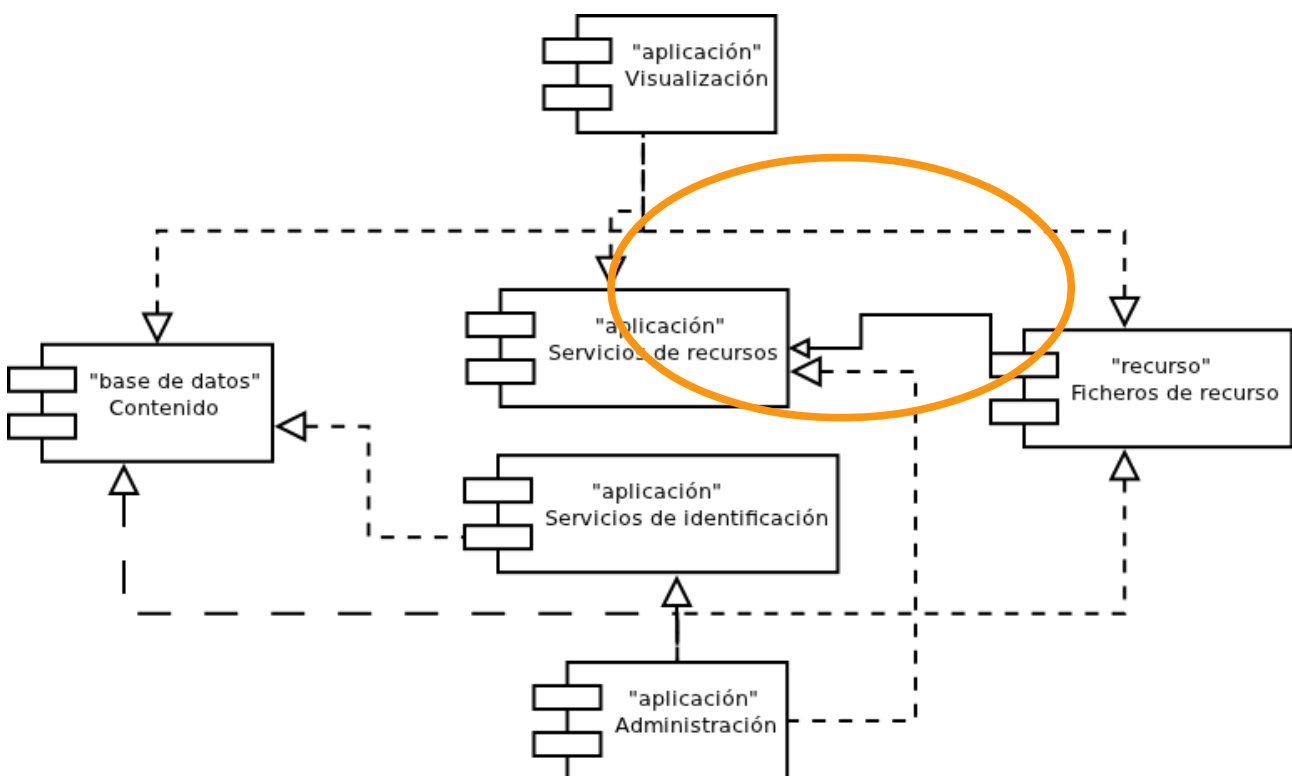 "aplicación"
Visualización
"aplicación"
Servicios de recursos
"base de datos"
Contenido
"recurso"
Ficheros de recurso
"aplicación"
Servicios de identificación
"aplicación"
Administración